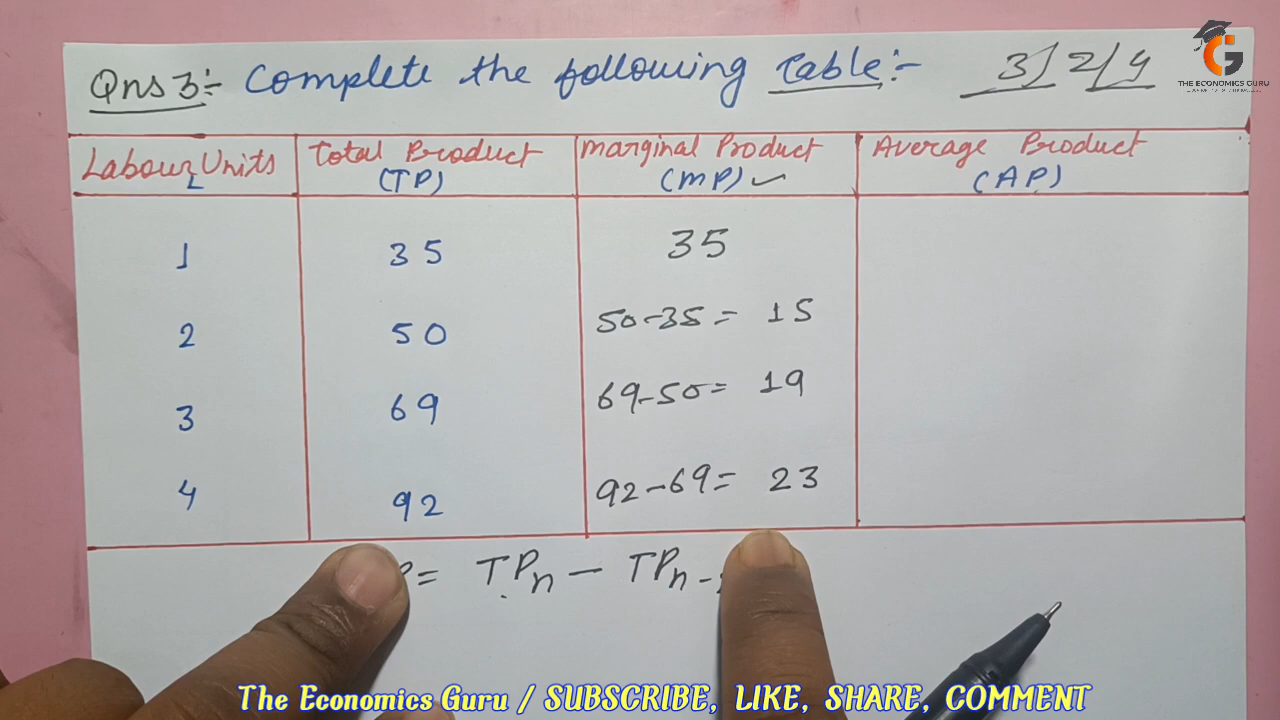 Qns 3:- Complete the following Table:- 3/2/4
THE ECONOMICS GURU
Labour Units Total Product Marginal Product Average Product
L (TP) (MP) ✓ (AP)
1 35 35
2 50 50-35= 15
3 69 69-50= 19
4 92 92-69= 23
P= TPn - TPn-
The Economics Guru / SUBSCRIBE, LIKE, SHARE, COMMENT